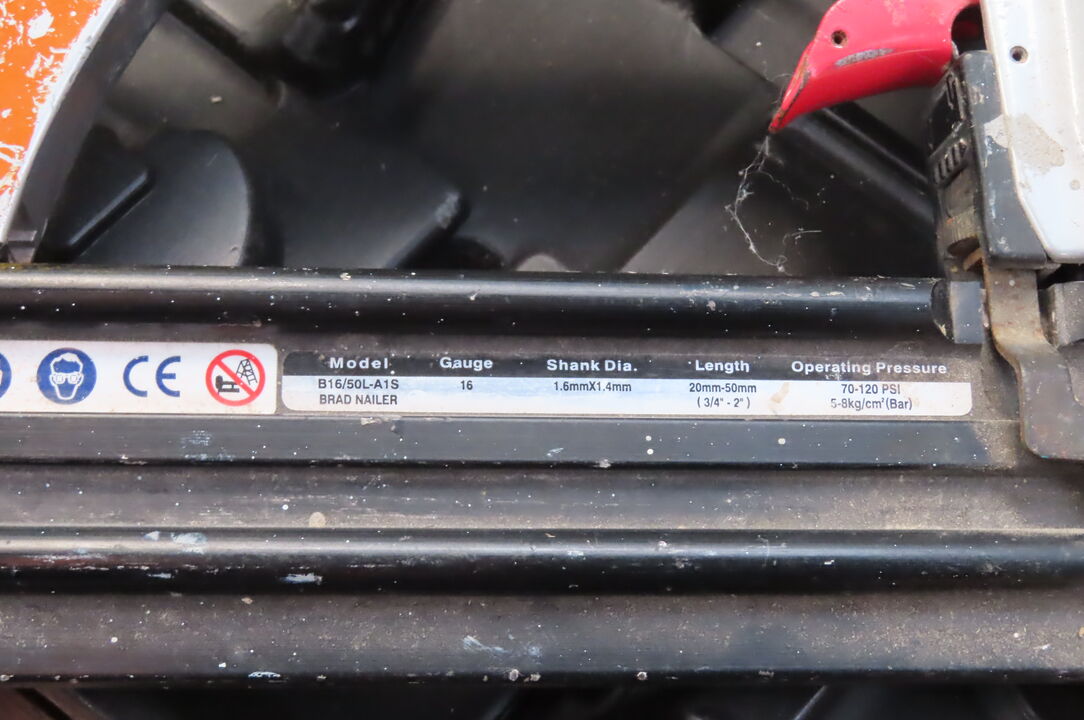 CE
Model Gauge Shank Dia. Length Operating Pressure
B16/50L-A1S 16 1.6mmX1.4mm 20mm-50mm 70-120 PSI
BRAD NAILER ( 3/4" - 2" ) 5-8kg/cm²(Bar)